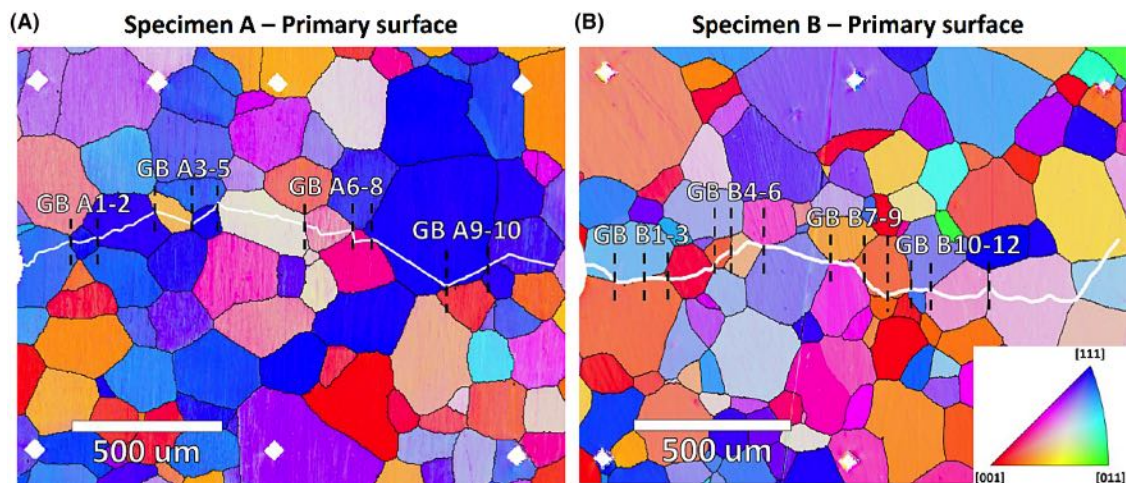 (A) Specimen A – Primary surface
GB A1-2
GB A3-5
GB A6-8
GB A9-10
500 um
(B) Specimen B – Primary surface
GB B1-3
GB B4-6
GB B7-9
GB B10-12
500 um
[111]
[001]
[011]